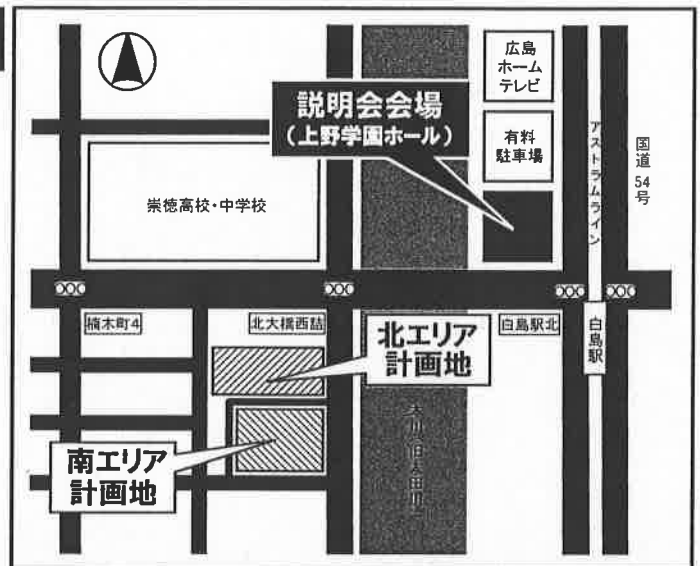 広島
ホーム
テレビ
説明会会場
(上野学園ホール)
有料
駐車場
アストラムライン
国道54号
崇徳高校・中学校
楠木町4
北大橋西詰
白島駅北
白島駅
北エリア
計画地
南エリア
計画地